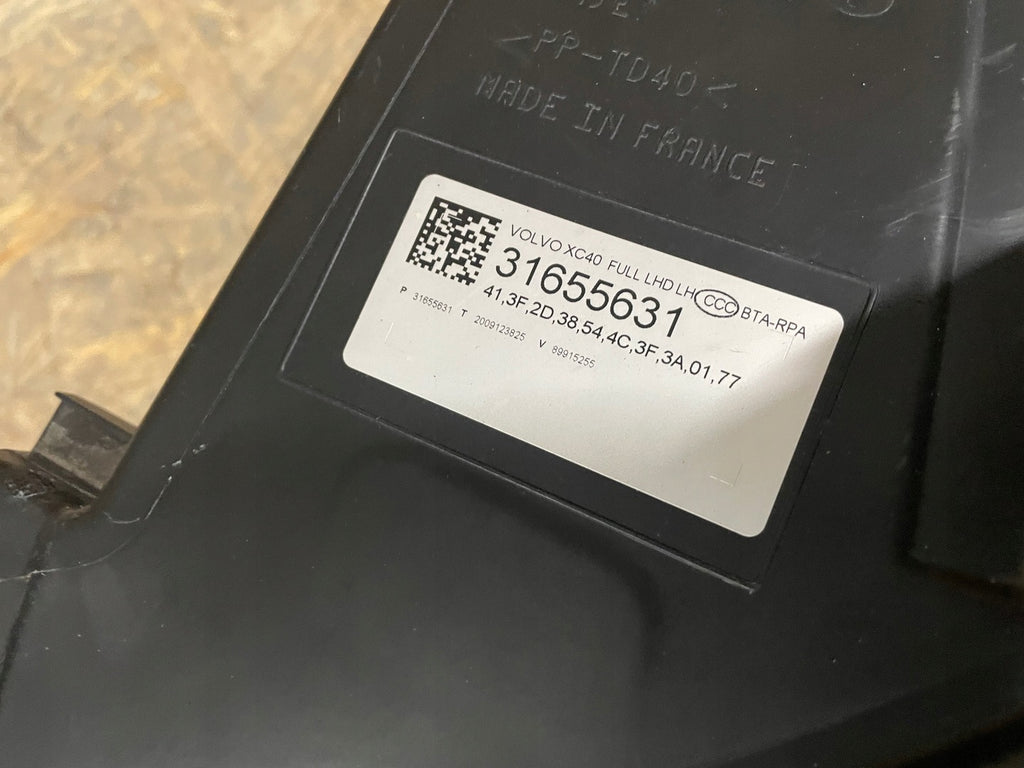 >PP-TD40<
MADE IN FRANCE
VOLVO XC40 FULL LHD LH CCC BTA-RPA
31655631
41,3F,2D,38,54,4C,3F,3A,01,77
P 31655631 T 2009123825 V 89915255